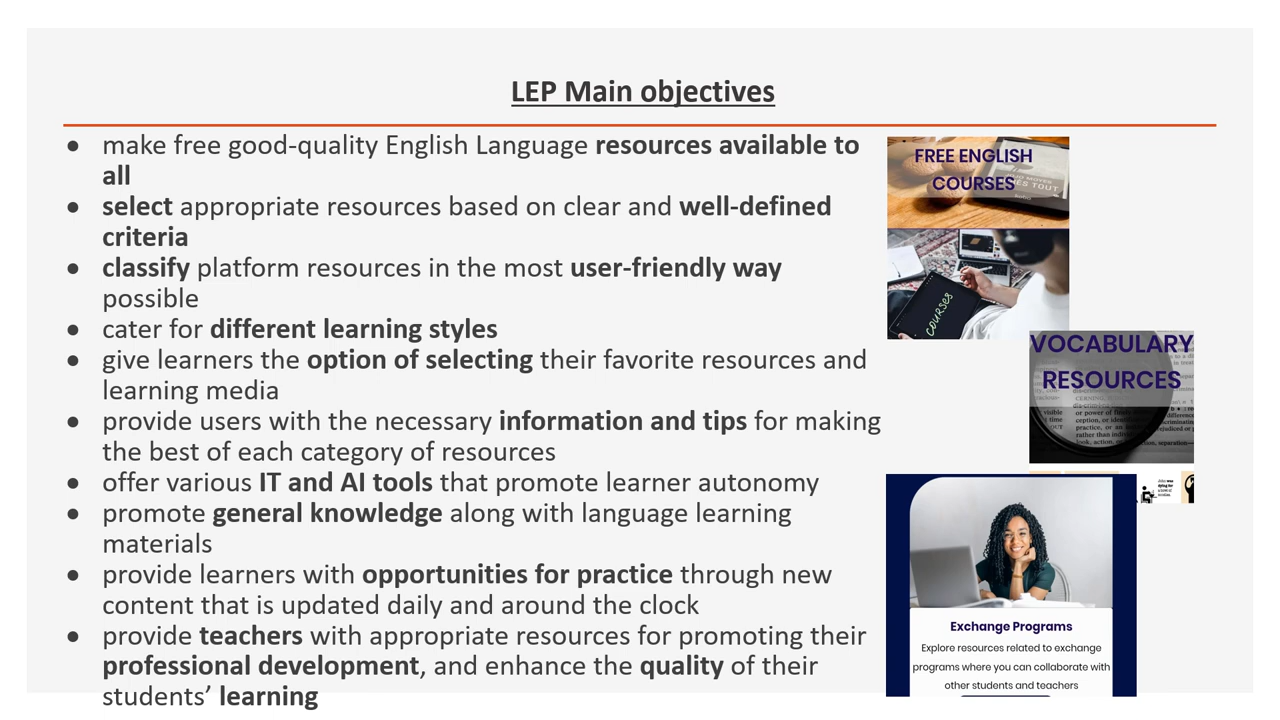 LEP Main objectives
● make free good-quality English Language resources available to
all
● select appropriate resources based on clear and well-defined
criteria
● classify platform resources in the most user-friendly way
possible
● cater for different learning styles
● give learners the option of selecting their favorite resources and
learning media
● provide users with the necessary information and tips for making
the best of each category of resources
● offer various IT and AI tools that promote learner autonomy
● promote general knowledge along with language learning
materials
● provide learners with opportunities for practice through new
content that is updated daily and around the clock
● provide teachers with appropriate resources for promoting their
professional development, and enhance the quality of their
students’ learning
FREE ENGLISH
COURSES
COURSES
VOCABULARY
RESOURCES
Exchange Programs
Explore resources related to exchange
programs where you can collaborate with
other students and teachers